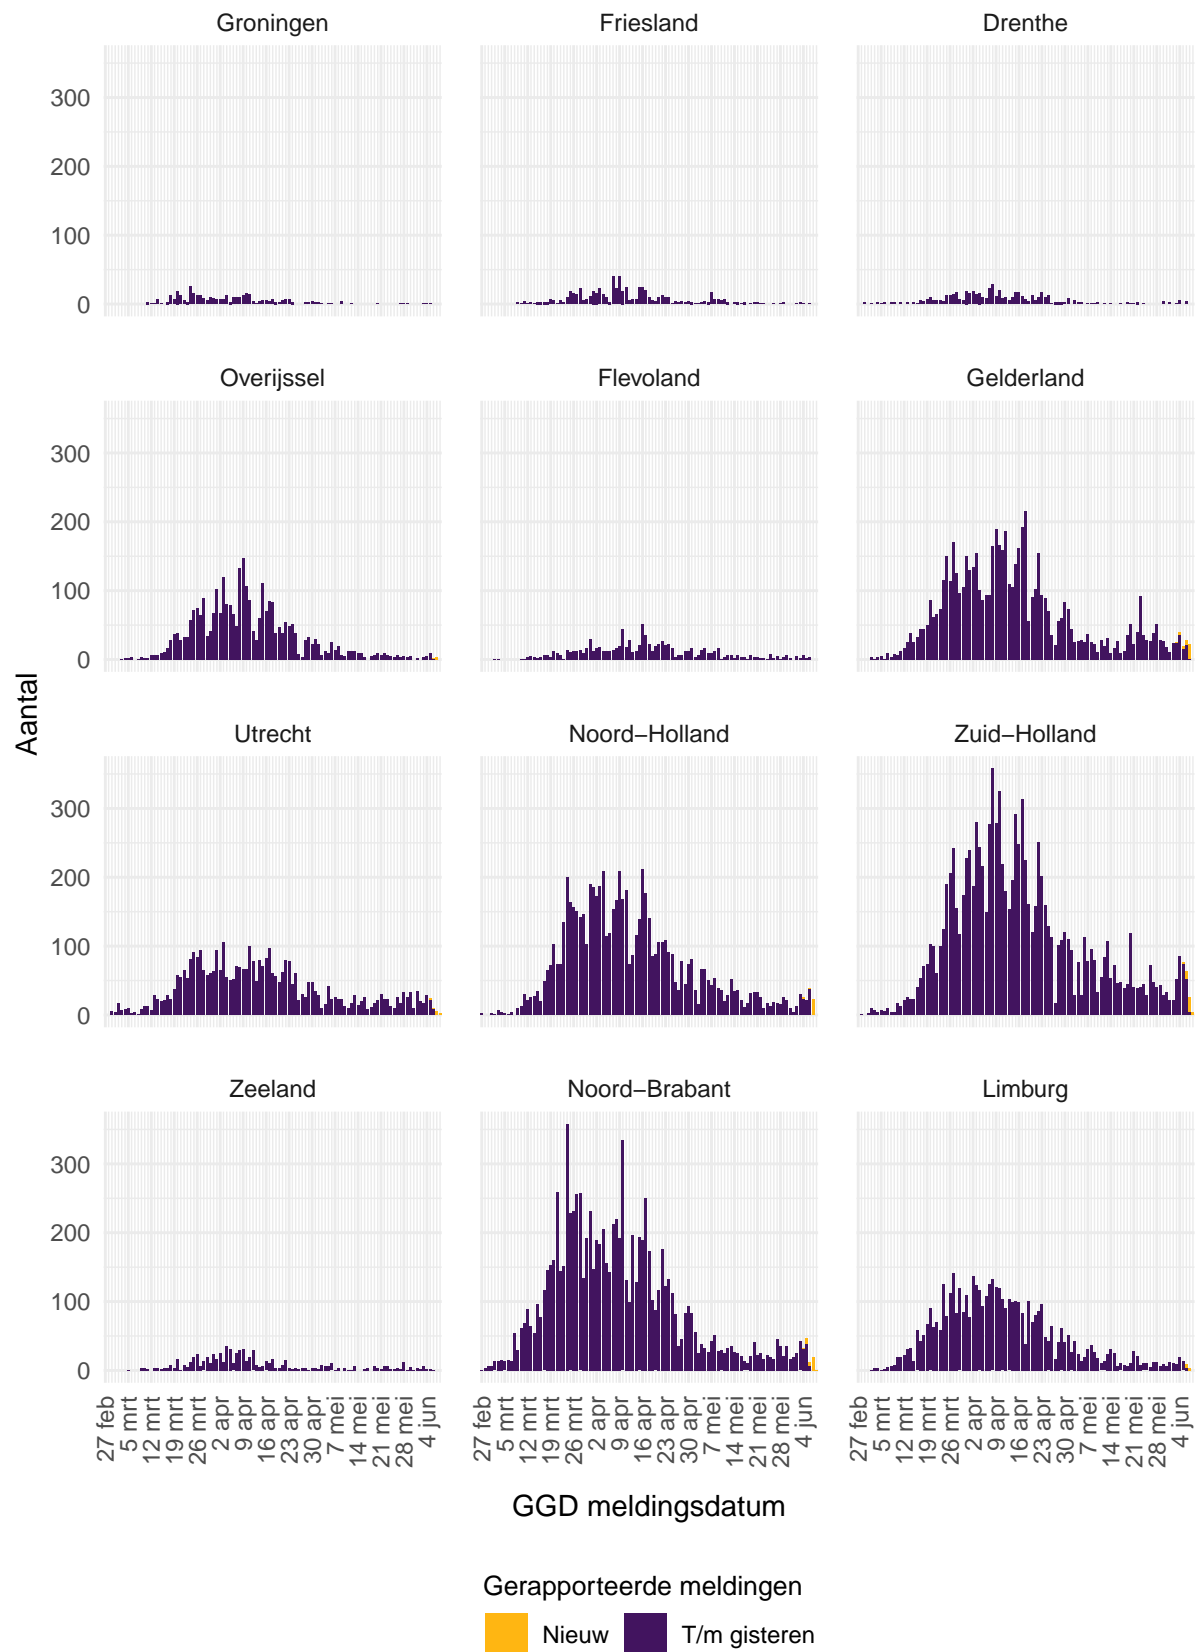 Groningen
Friesland
Drenthe
300
200
100
0
Overijssel
Flevoland
Gelderland
300
200
100
0
Aantal
Utrecht
Noord−Holland
Zuid−Holland
300
200
100
0
Zeeland
Noord−Brabant
Limburg
300
200
100
0
27 feb
5 mrt
12 mrt
19 mrt
26 mrt
2 apr
9 apr
16 apr
23 apr
30 apr
7 mei
14 mei
21 mei
28 mei
4 jun
27 feb
5 mrt
12 mrt
19 mrt
26 mrt
2 apr
9 apr
16 apr
23 apr
30 apr
7 mei
14 mei
21 mei
28 mei
4 jun
27 feb
5 mrt
12 mrt
19 mrt
26 mrt
2 apr
9 apr
16 apr
23 apr
30 apr
7 mei
14 mei
21 mei
28 mei
4 jun
GGD meldingsdatum
Gerapporteerde meldingen
Nieuw
T/m gisteren